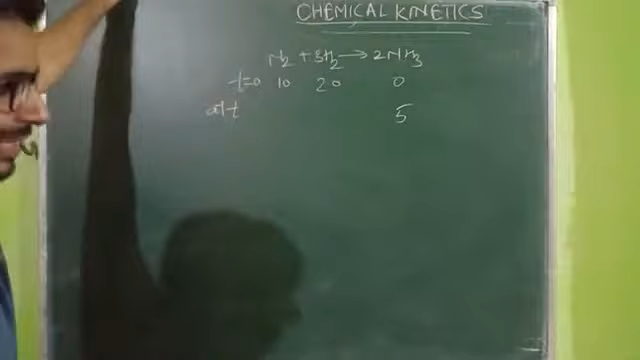 CHEMICAL KINETICS
N₂ + 3H₂ → 2NH₃
t=0 10 20 0
at t 5